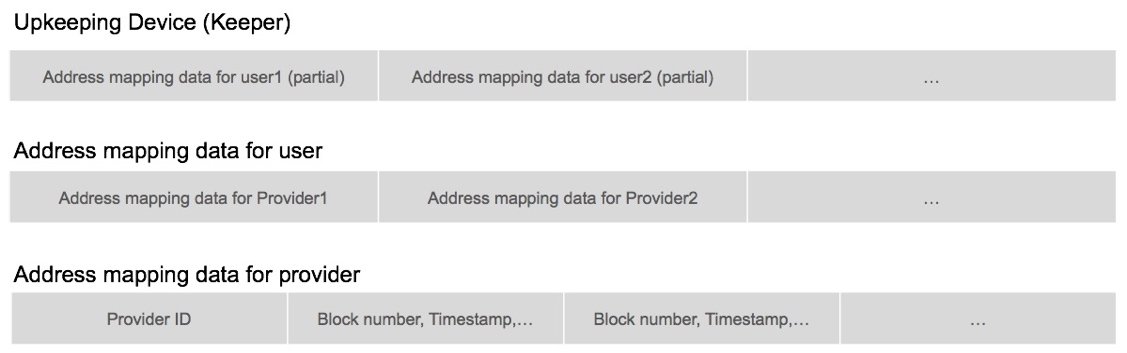 Upkeeping Device (Keeper)
Address mapping data for user1 (partial) Address mapping data for user2 (partial) …
Address mapping data for user
Address mapping data for Provider1 Address mapping data for Provider2 …
Address mapping data for provider
Provider ID Block number, Timestamp,… Block number, Timestamp,… …